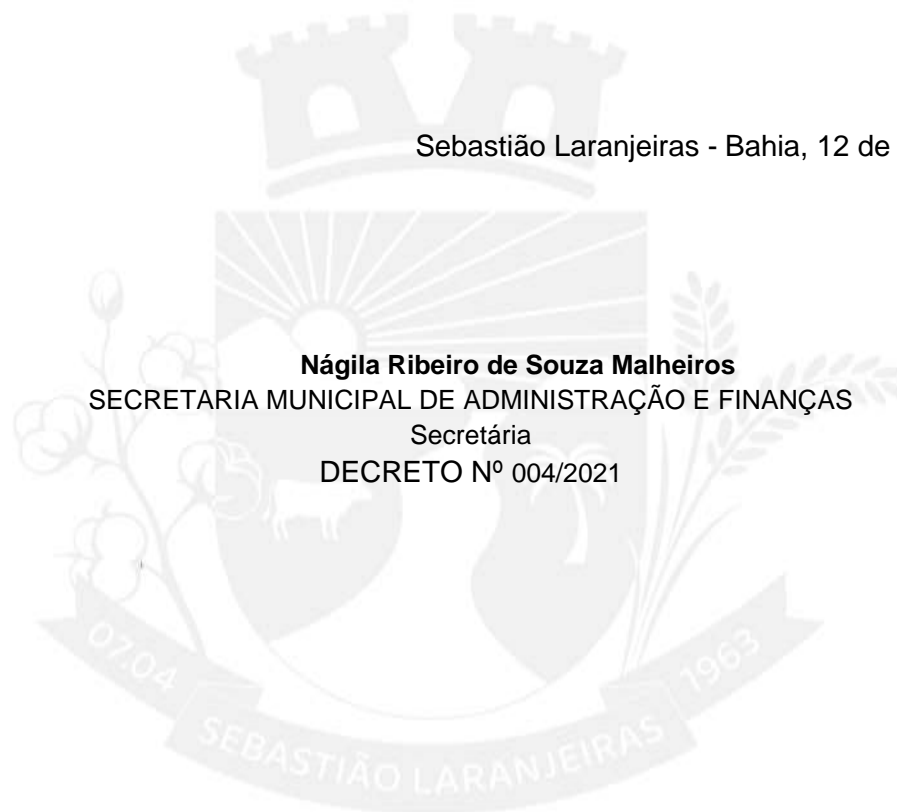 Sebastião Laranjeiras - Bahia, 12 de
Nágila Ribeiro de Souza Malheiros
SECRETARIA MUNICIPAL DE ADMINISTRAÇÃO E FINANÇAS
Secretária
DECRETO Nº 004/2021
07.04
SEBASTIÃO LARANJEIRAS
1963